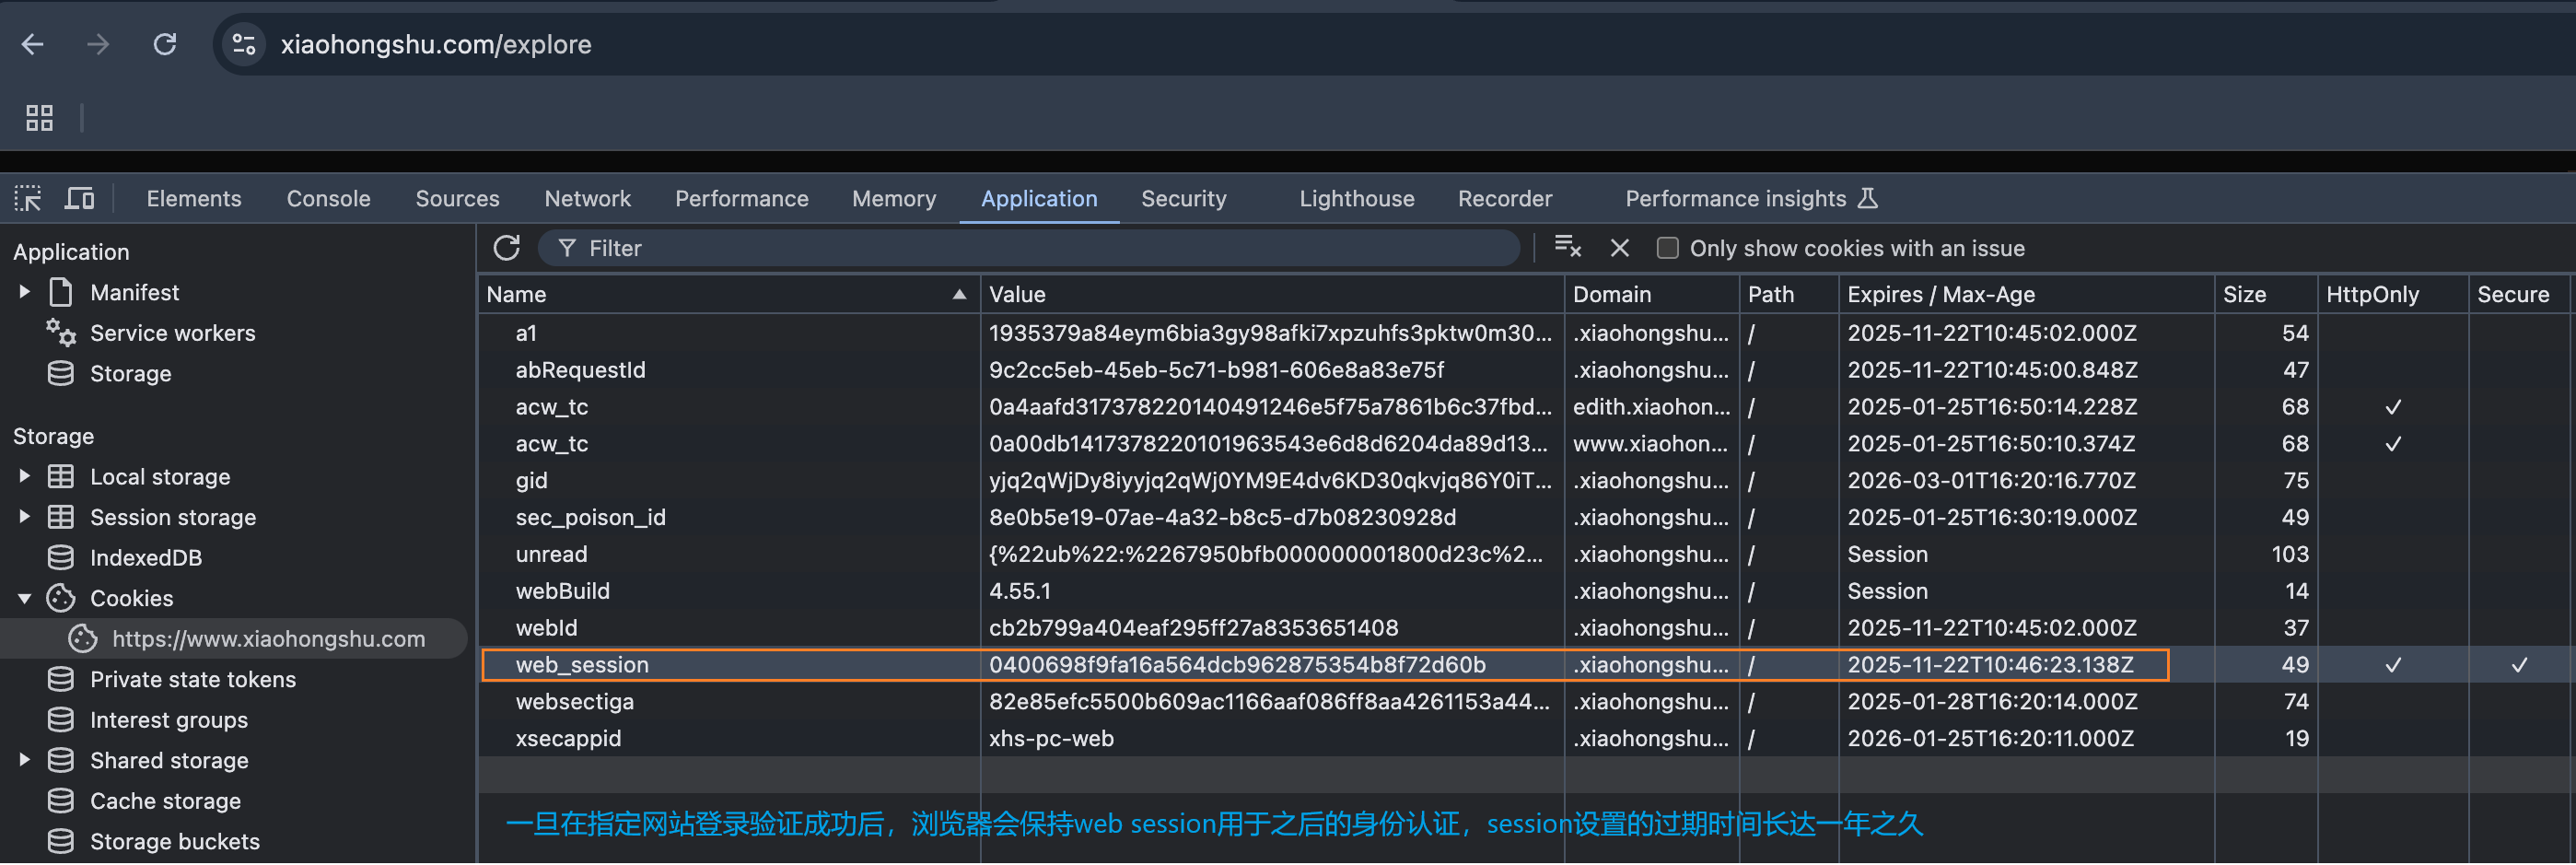 xiaohongshu.com/explore
Elements Console Sources Network Performance Memory Application Security Lighthouse Recorder Performance insights
Application
Manifest
Service workers
Storage
Storage
Local storage
Session storage
IndexedDB
Cookies
https://www.xiaohongshu.com
Private state tokens
Interest groups
Shared storage
Cache storage
Storage buckets
Filter Only show cookies with an issue
Name Value Domain Path Expires / Max-Age Size HttpOnly Secure
a1 1935379a84eym6bia3gy98afki7xpzuhfs3pktw0m30... .xiaohongshu... / 2025-11-22T10:45:02.000Z 54
abRequestId 9c2cc5eb-45eb-5c71-b981-606e8a83e75f .xiaohongshu... / 2025-11-22T10:45:00.848Z 47
acw_tc 0a4aafd317378220140491246e5f75a7861b6c37fbd... edith.xiaohon... / 2025-01-25T16:50:14.228Z 68 ✓
acw_tc 0a00db1417378220101963543e6d8d6204da89d13... www.xiaohon... / 2025-01-25T16:50:10.374Z 68 ✓
gid yjq2qWjDy8iyyjq2qWj0YM9E4dv6KD30qkvjq86Y0iT... .xiaohongshu... / 2026-03-01T16:20:16.770Z 75
sec_poison_id 8e0b5e19-07ae-4a32-b8c5-d7b08230928d .xiaohongshu... / 2025-01-25T16:30:19.000Z 49
unread {%22ub%22:%2267950bfb000000001800d23c%2... .xiaohongshu... / Session 103
webBuild 4.55.1 .xiaohongshu... / Session 14
webId cb2b799a404eaf295ff27a8353651408 .xiaohongshu... / 2025-11-22T10:45:02.000Z 37
web_session 0400698f9fa16a564dcb962875354b8f72d60b .xiaohongshu... / 2025-11-22T10:46:23.138Z 49 ✓ ✓
websectiga 82e85efc5500b609ac1166aaf086ff8aa4261153a44... .xiaohongshu... / 2025-01-28T16:20:14.000Z 74
xsecappid xhs-pc-web .xiaohongshu... / 2026-01-25T16:20:11.000Z 19
一旦在指定网站登录验证成功后，浏览器会保持web session用于之后的身份认证，session设置的过期时间长达一年之久